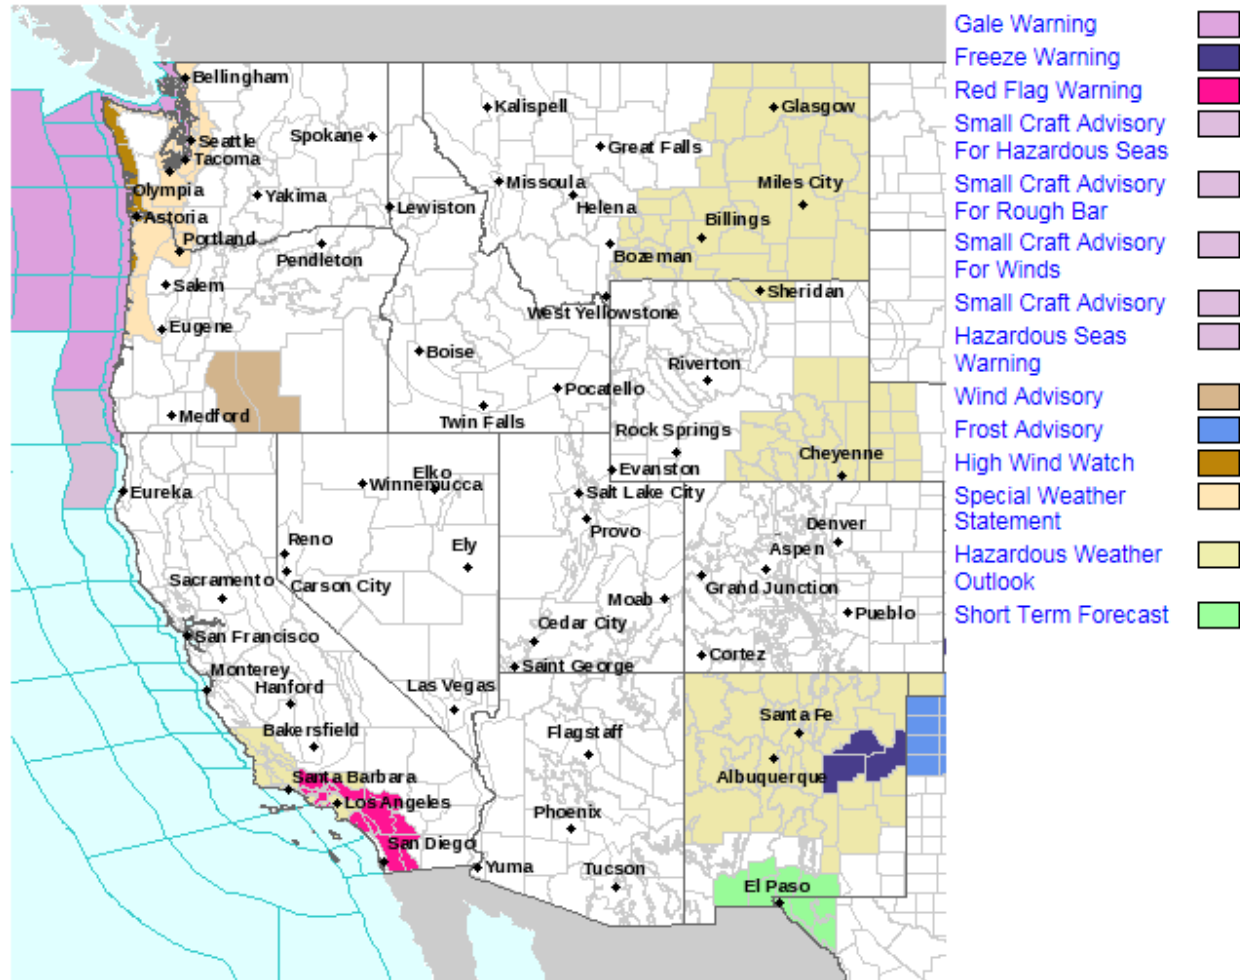 Bellingham
Kalispell
Glasgow
Seattle
Spokane
Great Falls
Tacoma
Missoula
Miles City
Olympia
Yakima
Helena
Lewiston
Astoria
Billings
Portland
Pendleton
Bozeman
Salem
Sheridan
West Yellowstone
Eugene
Boise
Riverton
Pocatello
Medford
Twin Falls
Rock Springs
Cheyenne
Elko
Evanston
Winnemucca
Eureka
Salt Lake City
Provo
Denver
Reno
Ely
Aspen
Sacramento
Carson City
Grand Junction
Moab
Pueblo
San Francisco
Cedar City
Cortez
Saint George
Monterey
Hanford
Las Vegas
Santa Fe
Bakersfield
Flagstaff
Santa Barbara
Albuquerque
Los Angeles
Phoenix
San Diego
Yuma
Tucson
El Paso
Gale Warning
Freeze Warning
Red Flag Warning
Small Craft Advisory
For Hazardous Seas
Small Craft Advisory
For Rough Bar
Small Craft Advisory
For Winds
Small Craft Advisory
Hazardous Seas
Warning
Wind Advisory
Frost Advisory
High Wind Watch
Special Weather
Statement
Hazardous Weather
Outlook
Short Term Forecast